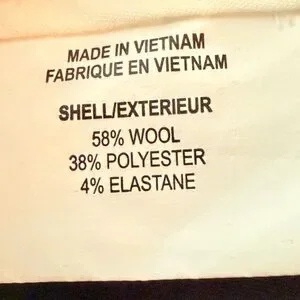 MADE IN VIETNAM
FABRIQUE EN VIETNAM
SHELL/EXTERIEUR
58% WOOL
38% POLYESTER
4% ELASTANE